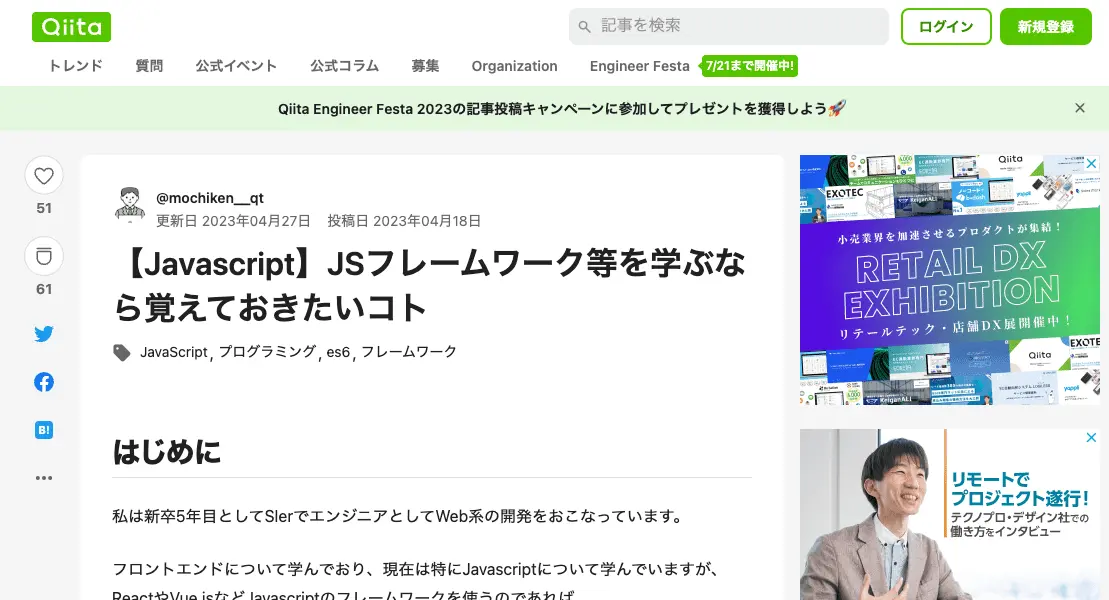 Qiita
記事を検索
ログイン
新規登録
トレンド 質問 公式イベント 公式コラム 募集 Organization Engineer Festa 7/21まで開催中!
Qiita Engineer Festa 2023の記事投稿キャンペーンに参加してプレゼントを獲得しよう🚀
51
61
B!
@mochiken__qt
更新日 2023年04月27日 投稿日 2023年04月18日
【Javascript】JSフレームワーク等を学ぶな
ら覚えておきたいコト
JavaScript, プログラミング, es6, フレームワーク
はじめに
私は新卒5年目としてSIerでエンジニアとしてWeb系の開発をおこなっています。
フロントエンドについて学んでおり、現在は特にJavascriptについて学んでいますが、
ReactやVue.jsなどJavascriptのフレームワークを使うのであれば、
Qiita
EXOTEC
KeiganALI
b→dash
yappli
小売業界を加速させるプロダクトが集結！
RETAIL DX
EXHIBITION
リテールテック・店舗DX展開催中！
EXOTEC
Qiita
KeiganALI
yappli
リモートで
プロジェクト遂行！
テクノプロ・デザイン社での
働き方をインタビュー